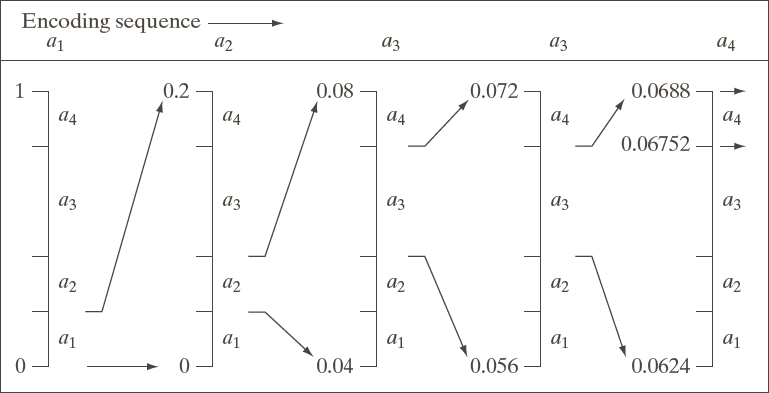 Encoding sequence
a1 a2 a3 a3 a4
1 0.2 0.08 0.072 0.0688
a4 a4 a4 a4 a4
0.06752
a3 a3 a3 a3 a3
a2 a2 a2 a2 a2
a1 a1 a1 a1 a1
0 0 0.04 0.056 0.0624